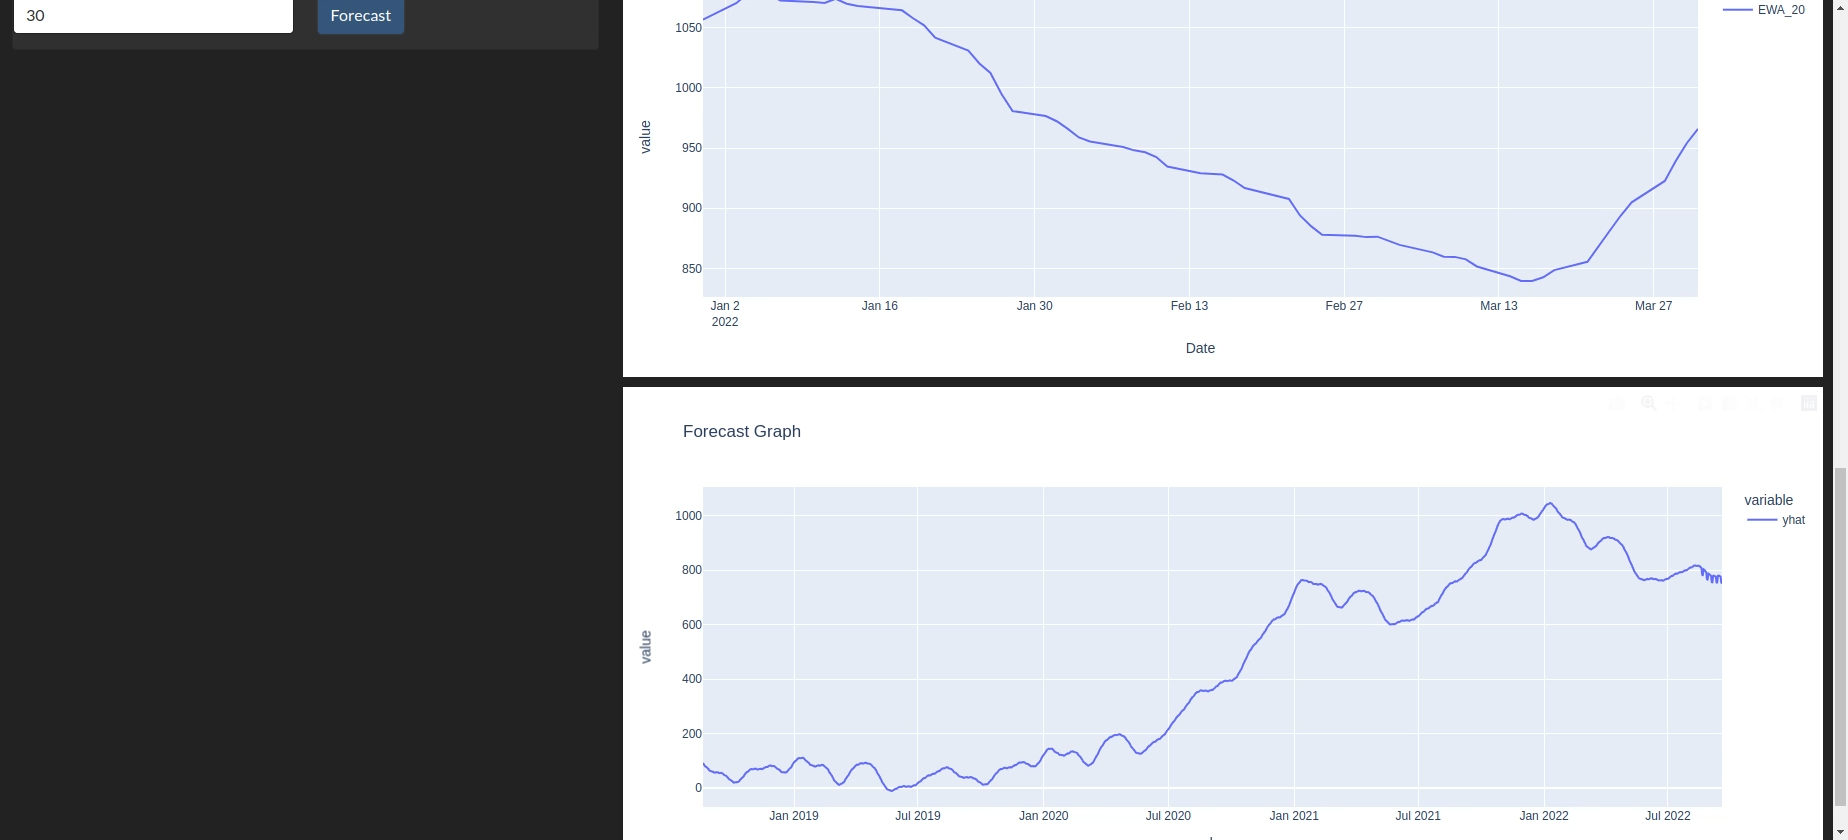 30
Forecast
1050
1000
950
900
850
value
Jan 2
2022
Jan 16
Jan 30
Feb 13
Feb 27
Mar 13
Mar 27
Date
EWA_20
Forecast Graph
1000
800
600
400
200
0
value
Jan 2019
Jul 2019
Jan 2020
Jul 2020
Jan 2021
Jul 2021
Jan 2022
Jul 2022
variable
yhat